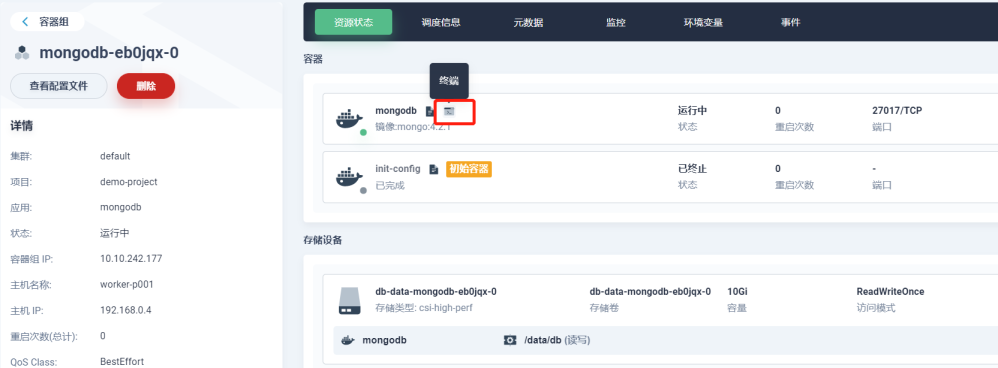 容器组
mongodb-eb0jqx-0
查看配置文件 删除
详情
集群: default
项目: demo-project
应用: mongodb
状态: 运行中
容器组 IP: 10.10.242.177
主机名称: worker-p001
主机 IP: 192.168.0.4
重启次数(总计): 0
QoS Class: BestEffort
资源状态 调度信息 元数据 监控 环境变量 事件
容器
终端
mongodb 运行中 0 27017/TCP
镜像:mongo:4.2.1 状态 重启次数 端口
init-config 初始容器 已终止 0 -
已完成 状态 重启次数 端口
存储设备
db-data-mongodb-eb0jqx-0 db-data-mongodb-eb0jqx-0 10Gi ReadWriteOnce
存储类型: csi-high-perf 存储卷 容量 访问模式
mongodb /data/db (读写)